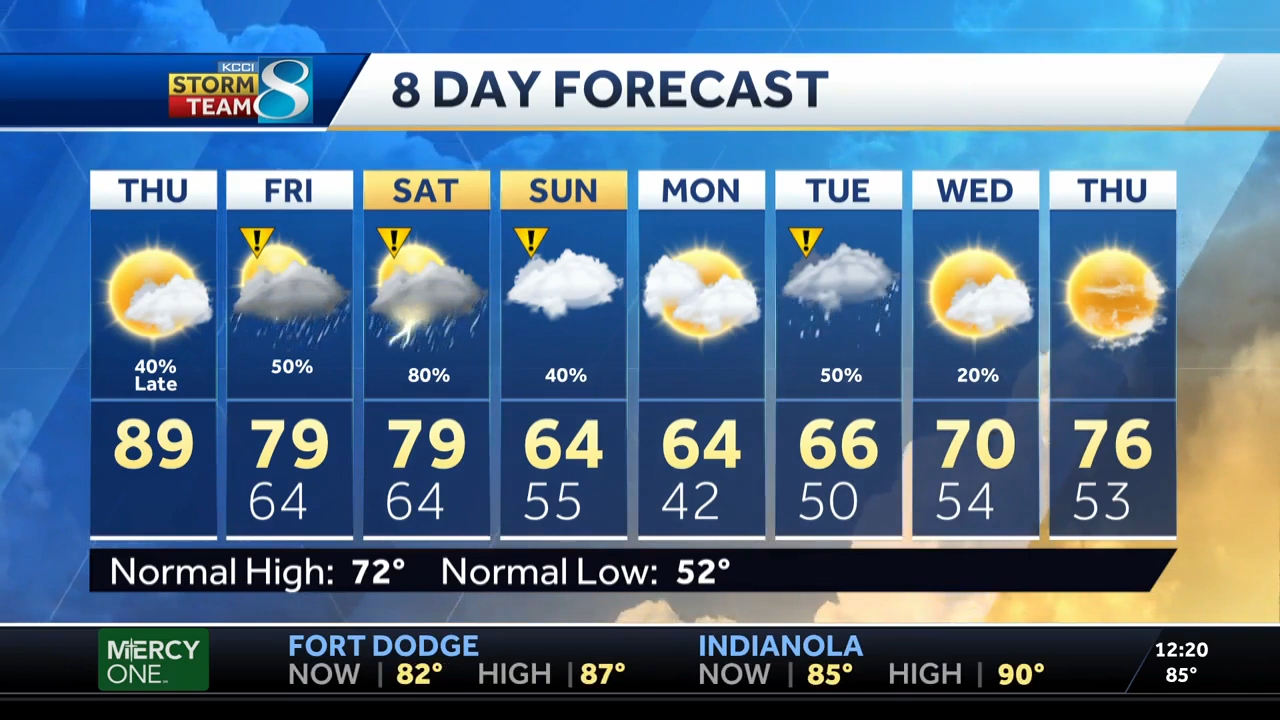 KCCI
STORM
TEAM 8
8 DAY FORECAST
THU FRI SAT SUN MON TUE WED THU
! ! ! !
40% 50% 80% 40% 50% 20%
Late
89 79 79 64 64 66 70 76
64 64 55 42 50 54 53
Normal High: 72° Normal Low: 52°
MERCY
ONE
FORT DODGE INDIANOLA
NOW | 82° HIGH | 87° NOW | 85° HIGH | 90°
12:20
85°